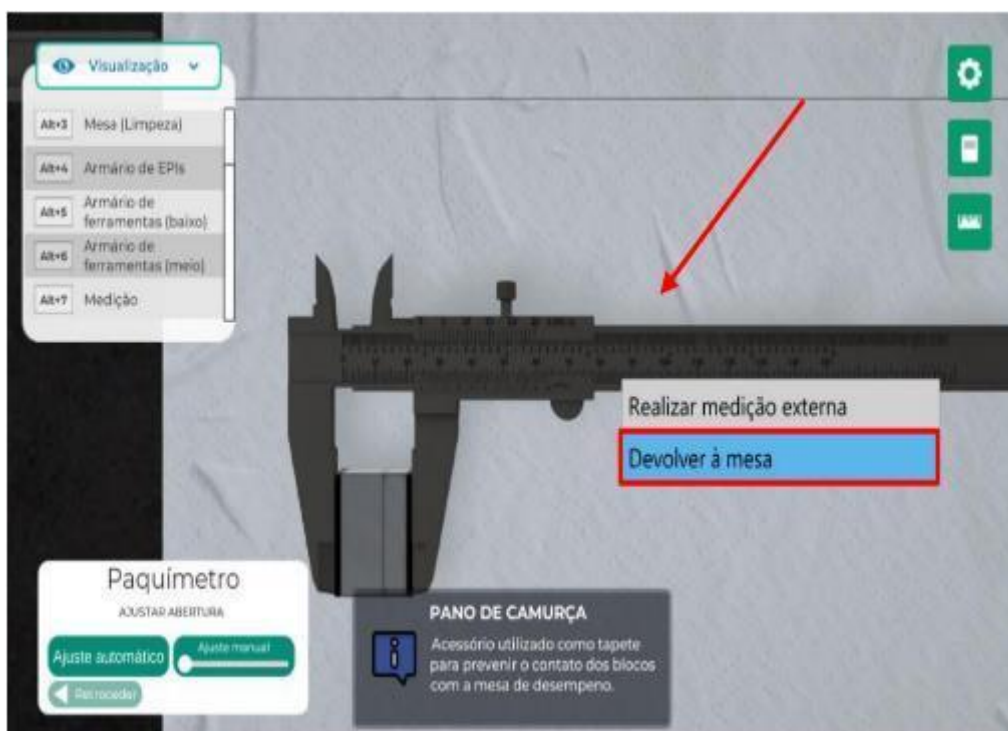 Visualização
Alt+3 Mesa (Limpeza)
Alt+4 Armário de EPIs
Alt+5 Armário de
ferramentas (baixo)
Alt+6 Armário de
ferramentas (meio)
Alt+7 Medição
Realizar medição externa
Devolver à mesa
Paquímetro
AJUSTAR ABERTURA
Ajuste automático
Ajuste manual
Retroceder
PANO DE CAMURÇA
Acessório utilizado como tapete
para prevenir o contato dos blocos
com a mesa de desempeno.